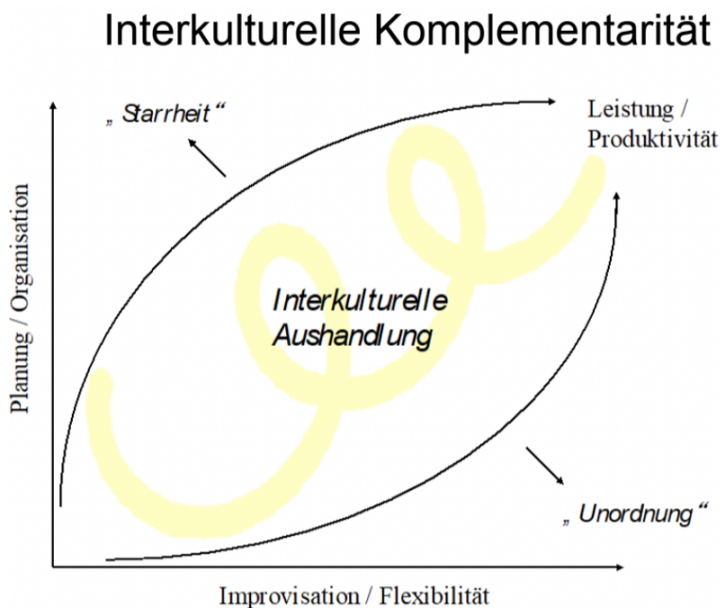 Interkulturelle Komplementarität
„ Starrheit “
Leistung /
Produktivität
Planung / Organisation
Interkulturelle
Aushandlung
„ Unordnung “
Improvisation / Flexibilität